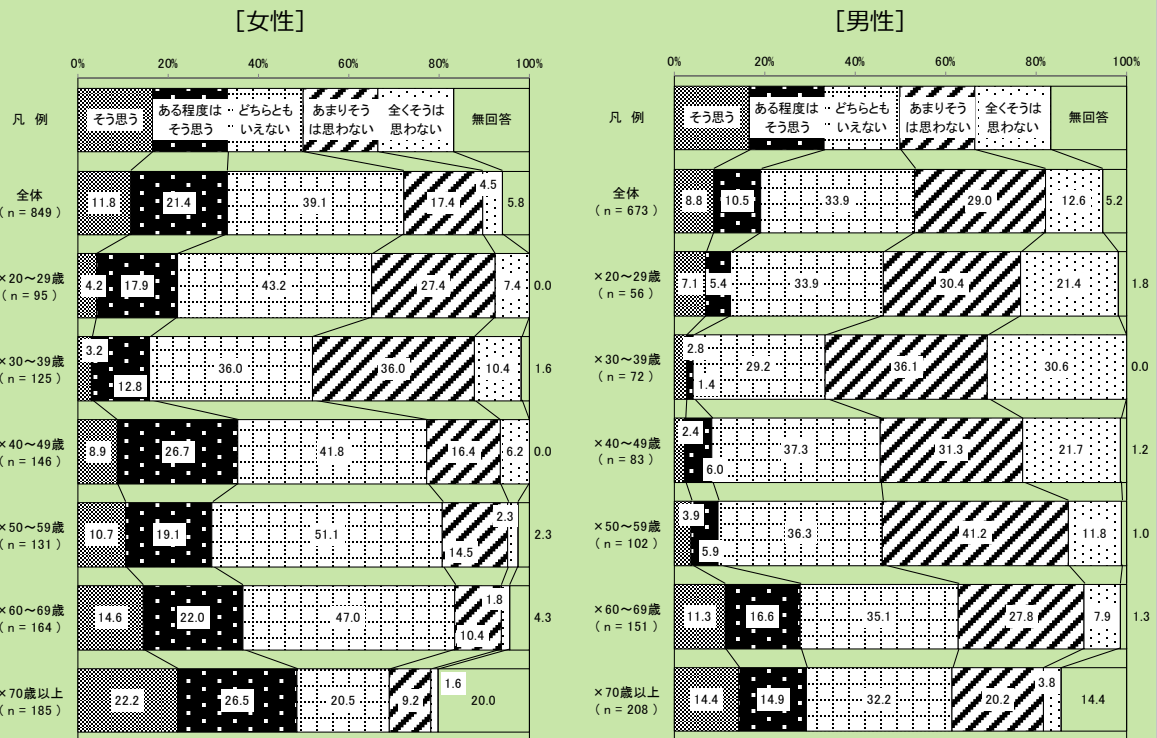 [女性]
0% 20% 40% 60% 80% 100%
凡 例
そう思う
ある程度は
そう思う
どちらとも
いえない
あまりそう
は思わない
全くそうは
思わない
無回答
全体
( n = 849 )
11.8 21.4 39.1 17.4 4.5 5.8
×20～29歳
( n = 95 )
4.2 17.9 43.2 27.4 7.4 0.0
×30～39歳
( n = 125 )
3.2 12.8 36.0 36.0 10.4 1.6
×40～49歳
( n = 146 )
8.9 26.7 41.8 16.4 6.2 0.0
×50～59歳
( n = 131 )
10.7 19.1 51.1 14.5 2.3 2.3
×60～69歳
( n = 164 )
14.6 22.0 47.0 10.4 1.8 4.3
×70歳以上
( n = 185 )
22.2 26.5 20.5 9.2 1.6 20.0
[男性]
0% 20% 40% 60% 80% 100%
凡 例
そう思う
ある程度は
そう思う
どちらとも
いえない
あまりそう
は思わない
全くそうは
思わない
無回答
全体
( n = 673 )
8.8 10.5 33.9 29.0 12.6 5.2
×20～29歳
( n = 56 )
7.1 5.4 33.9 30.4 21.4 1.8
×30～39歳
( n = 72 )
2.8 1.4 29.2 36.1 30.6 0.0
×40～49歳
( n = 83 )
2.4 6.0 37.3 31.3 21.7 1.2
×50～59歳
( n = 102 )
3.9 5.9 36.3 41.2 11.8 1.0
×60～69歳
( n = 151 )
11.3 16.6 35.1 27.8 7.9 1.3
×70歳以上
( n = 208 )
14.4 14.9 32.2 20.2 3.8 14.4